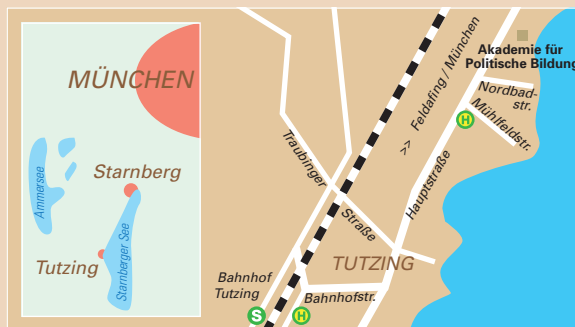 MÜNCHEN
Starnberg
Ammersee
Starnberger See
Tutzing
>> Feldafing / München
Akademie für
Politische Bildung
Nordbad-
str.
Mühlfeldstr.
H
Hauptstraße
Traubinger
Straße
TUTZING
Bahnhof
Tutzing
Bahnhofstr.
S
H